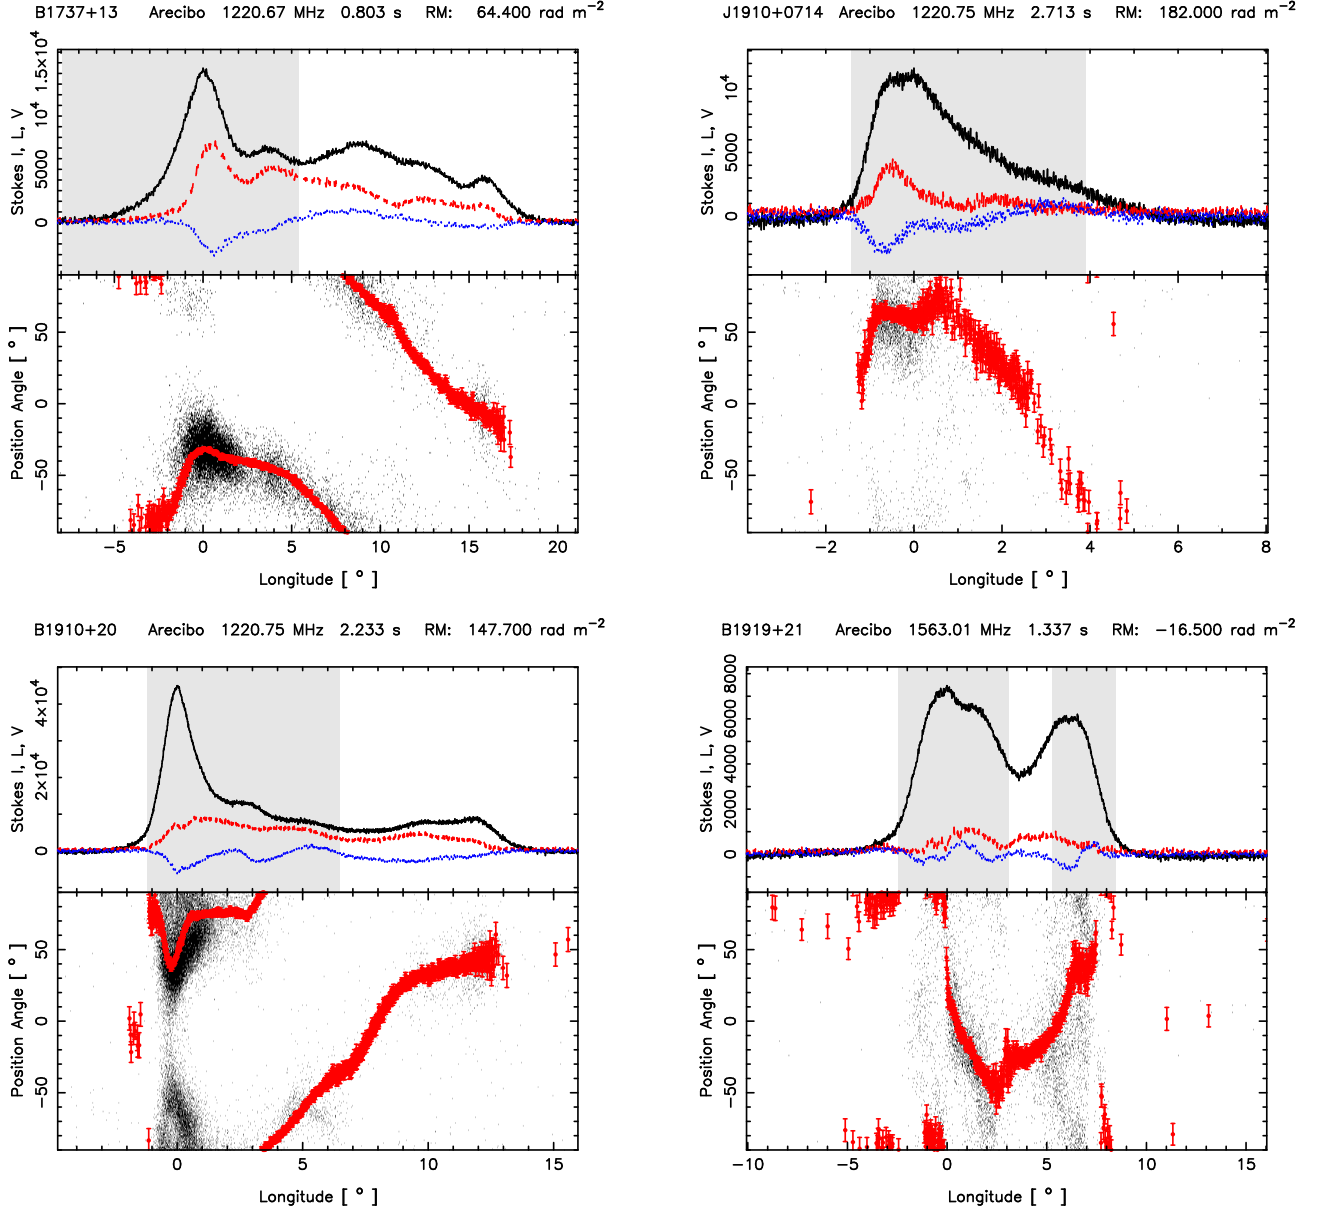 B1737+13 Arecibo 1220.67 MHz 0.803 s RM: 64.400 rad m⁻²
Stokes I, L, V
0 5000 10⁴ 1.5×10⁴
Position Angle [ ° ]
−50 0 50
−5 0 5 10 15 20
Longitude [ ° ]
J1910+0714 Arecibo 1220.75 MHz 2.713 s RM: 182.000 rad m⁻²
Stokes I, L, V
0 5000 10⁴
Position Angle [ ° ]
−50 0 50
−2 0 2 4 6 8
Longitude [ ° ]
B1910+20 Arecibo 1220.75 MHz 2.233 s RM: 147.700 rad m⁻²
Stokes I, L, V
0 2×10⁴ 4×10⁴
Position Angle [ ° ]
−50 0 50
0 5 10 15
Longitude [ ° ]
B1919+21 Arecibo 1563.01 MHz 1.337 s RM: −16.500 rad m⁻²
Stokes I, L, V
0 2000 4000 6000 8000
Position Angle [ ° ]
−50 0 50
−10 −5 0 5 10 15
Longitude [ ° ]